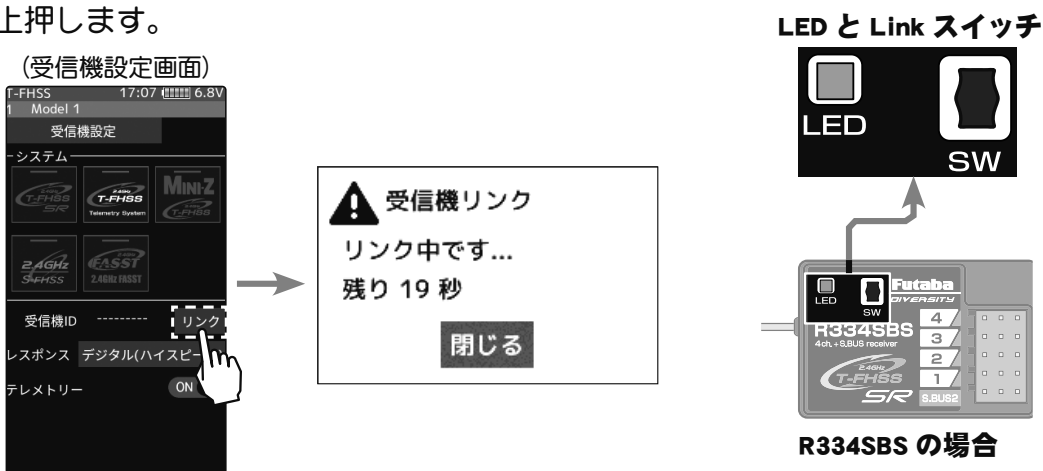 上押します。
(受信機設定画面)
T-FHSS 17:07 6.8V
1 Model 1
受信機設定
システム
2.4GHz
T-FHSS
SR
2.4GHz
T-FHSS
Telemetry System
MINI-Z
T-FHSS
2.4GHz
S-FHSS
FASST
2.4GHz FASST
受信機ID --------- リンク
レスポンス デジタル(ハイスピー
テレメトリー ON
受信機リンク
リンク中です...
残り 19 秒
閉じる
LED と Link スイッチ
LED
SW
LED
SW
Futaba
DIVERSITY
R334SBS
4ch.+S.BUS receiver
4
3
2
1
S.BUS2
2.4GHz
T-FHSS
SR
R334SBS の場合